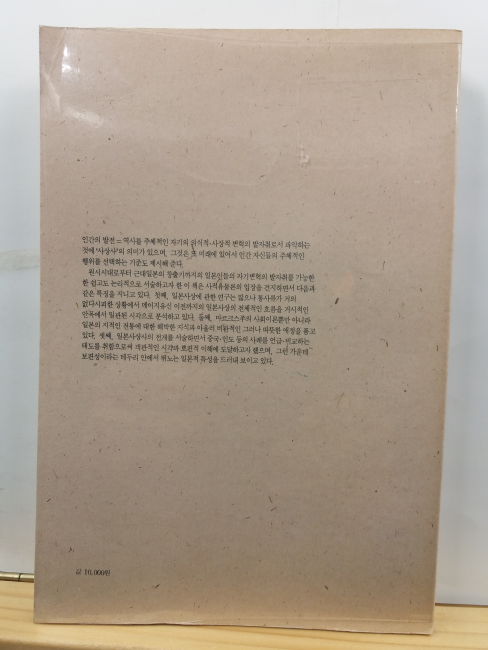 인간의 발전 = 역사를 주체적인 자기의 의식적·사상적 변혁의 발자취로서 파악하는
것에 '사상사'의 의미가 있으며, 그것은 또 미래에 있어서 인간 자신들의 주체적인
행위를 선택하는 기준도 제시해 준다.
원시시대로부터 근대일본의 창출기까지의 일본인들의 자기변혁의 발자취를 가능한
한 쉽고도 논리적으로 서술하고자 한 이 책은 사적유물론의 입장을 견지하면서 다음과
같은 특징을 지니고 있다. 첫째, 일본사상에 관한 연구는 많으나 통사류가 거의
없다시피한 상황에서 메이지유신 이전까지의 일본사상의 전체적인 흐름을 거시적인
안목에서 일관된 시각으로 분석하고 있다. 둘째, 마르크스주의 사회이론뿐만 아니라
일본의 지적인 전통에 대한 해박한 지식과 아울러 비판적인 그러나 따뜻한 애정을 품고
있다. 셋째, 일본사상사의 전개를 서술하면서 중국·인도 등의 사례를 언급·비교하는
태도를 취함으로써 객관적인 시각과 표준적 이해에 도달하고자 했으며, 그런 가운데
보편성이라는 테두리 안에서 뛰노는 일본적 특성을 드러내 보이고 있다.
값 10,000원